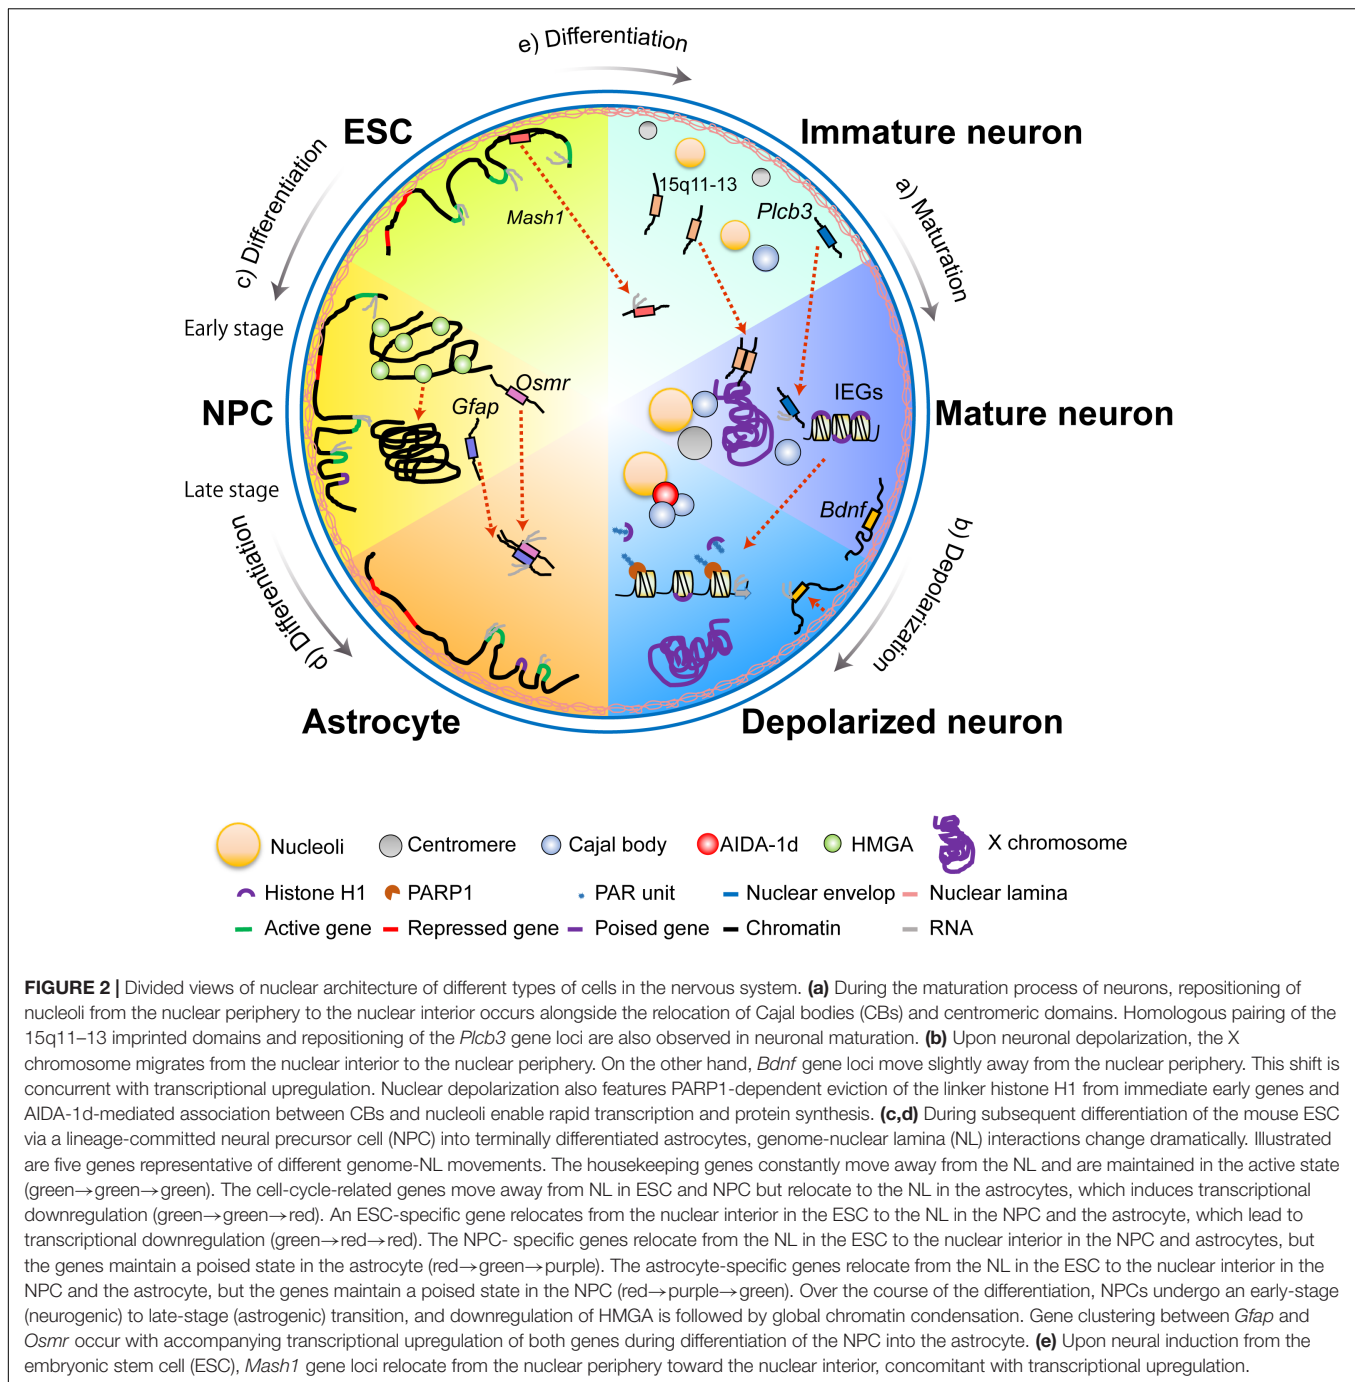 e) Differentiation
ESC
Immature neuron
c) Differentiation
a) Maturation
Mash1
15q11-13
Plcb3
Early stage
NPC
Late stage
Osmr
Gfap
IEGs
Mature neuron
Bdnf
d) Differentiation
b) Depolarization
Astrocyte
Depolarized neuron
Nucleoli Centromere Cajal body AIDA-1d HMGA X chromosome
Histone H1 PARP1 PAR unit Nuclear envelop Nuclear lamina
Active gene Repressed gene Poised gene Chromatin RNA
FIGURE 2 | Divided views of nuclear architecture of different types of cells in the nervous system. (a) During the maturation process of neurons, repositioning of
nucleoli from the nuclear periphery to the nuclear interior occurs alongside the relocation of Cajal bodies (CBs) and centromeric domains. Homologous pairing of the
15q11–13 imprinted domains and repositioning of the Plcb3 gene loci are also observed in neuronal maturation. (b) Upon neuronal depolarization, the X
chromosome migrates from the nuclear interior to the nuclear periphery. On the other hand, Bdnf gene loci move slightly away from the nuclear periphery. This shift is
concurrent with transcriptional upregulation. Nuclear depolarization also features PARP1-dependent eviction of the linker histone H1 from immediate early genes and
AIDA-1d-mediated association between CBs and nucleoli enable rapid transcription and protein synthesis. (c,d) During subsequent differentiation of the mouse ESC
via a lineage-committed neural precursor cell (NPC) into terminally differentiated astrocytes, genome-nuclear lamina (NL) interactions change dramatically. Illustrated
are five genes representative of different genome-NL movements. The housekeeping genes constantly move away from the NL and are maintained in the active state
(green→green→green). The cell-cycle-related genes move away from NL in ESC and NPC but relocate to the NL in the astrocytes, which induces transcriptional
downregulation (green→green→red). An ESC-specific gene relocates from the nuclear interior in the ESC to the NL in the NPC and the astrocyte, which lead to
transcriptional downregulation (green→red→red). The NPC- specific genes relocate from the NL in the ESC to the nuclear interior in the NPC and astrocytes, but
the genes maintain a poised state in the astrocyte (red→green→purple). The astrocyte-specific genes relocate from the NL in the ESC to the nuclear interior in the
NPC and the astrocyte, but the genes maintain a poised state in the NPC (red→purple→green). Over the course of the differentiation, NPCs undergo an early-stage
(neurogenic) to late-stage (astrogenic) transition, and downregulation of HMGA is followed by global chromatin condensation. Gene clustering between Gfap and
Osmr occur with accompanying transcriptional upregulation of both genes during differentiation of the NPC into the astrocyte. (e) Upon neural induction from the
embryonic stem cell (ESC), Mash1 gene loci relocate from the nuclear periphery toward the nuclear interior, concomitant with transcriptional upregulation.